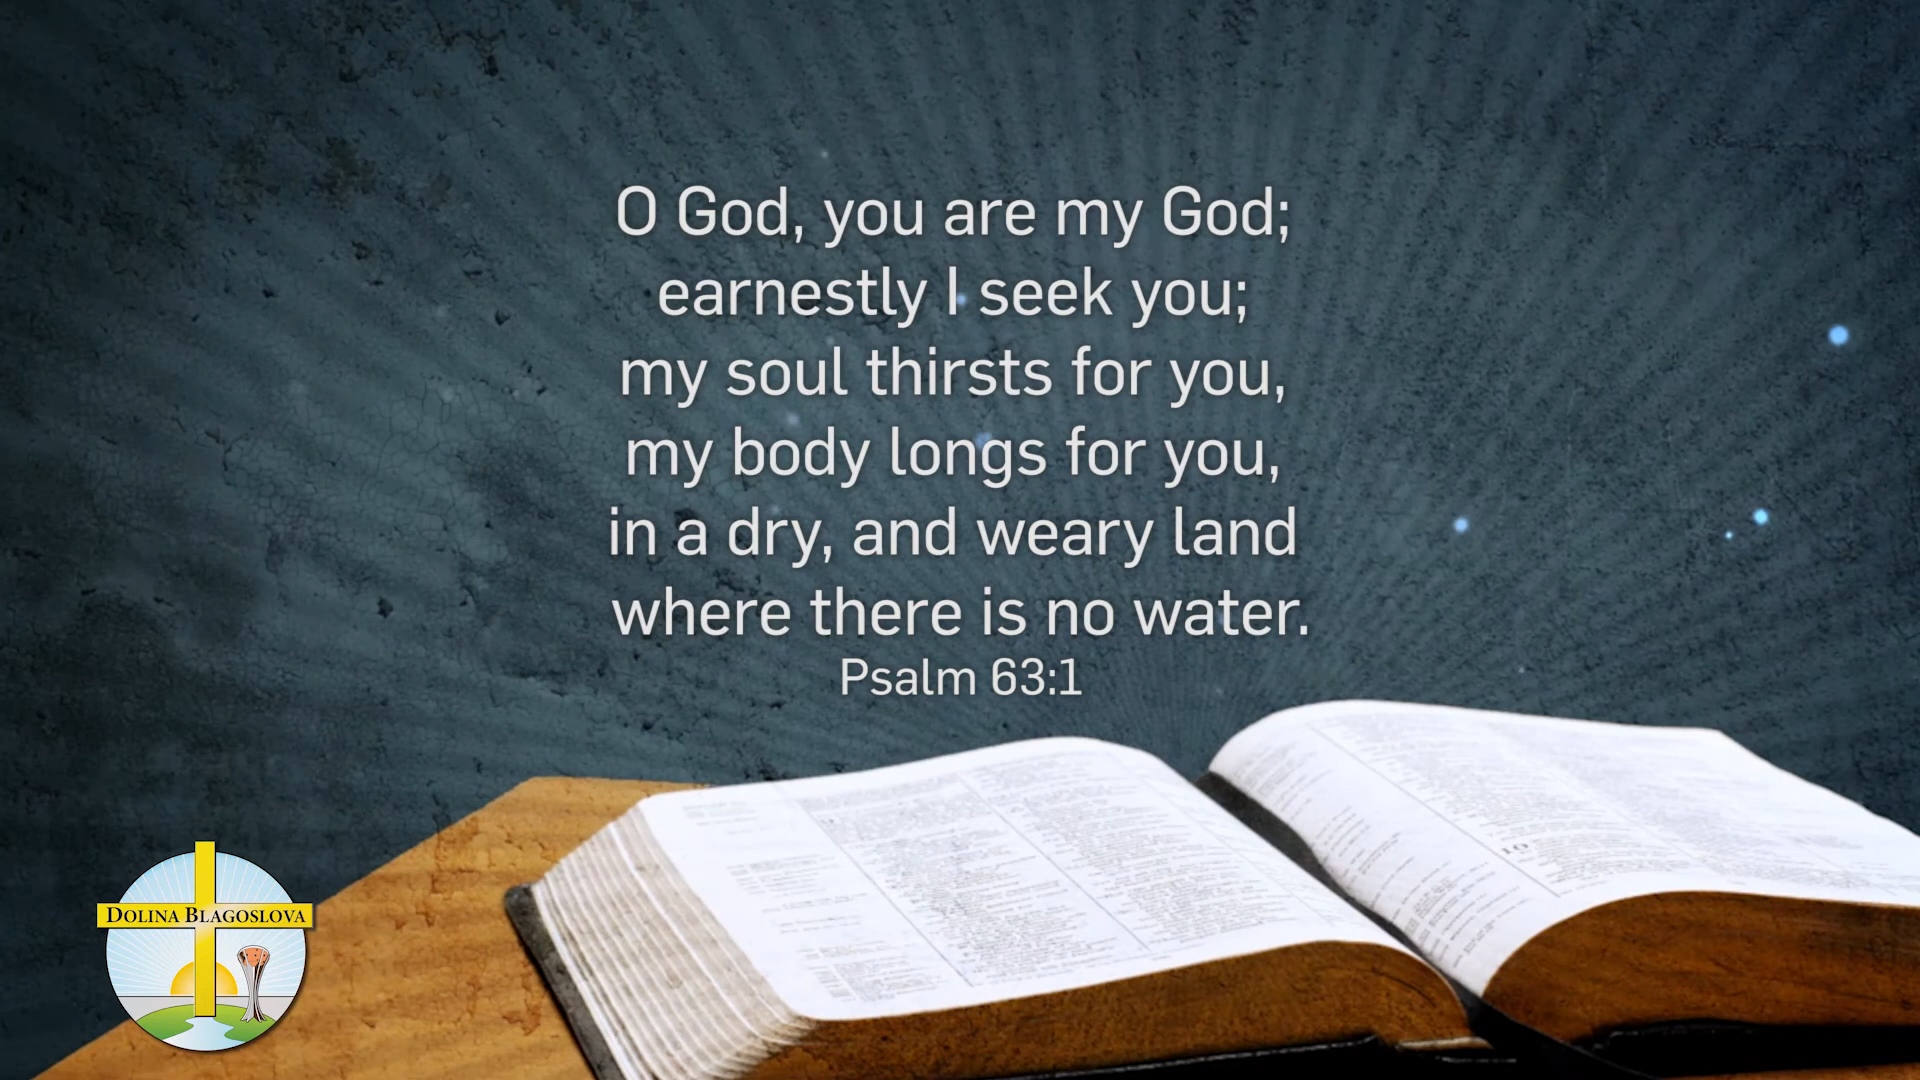 O God, you are my God;
earnestly I seek you;
my soul thirsts for you,
my body longs for you,
in a dry, and weary land
where there is no water.
Psalm 63:1
10
DOLINA BLAGOSLOVA